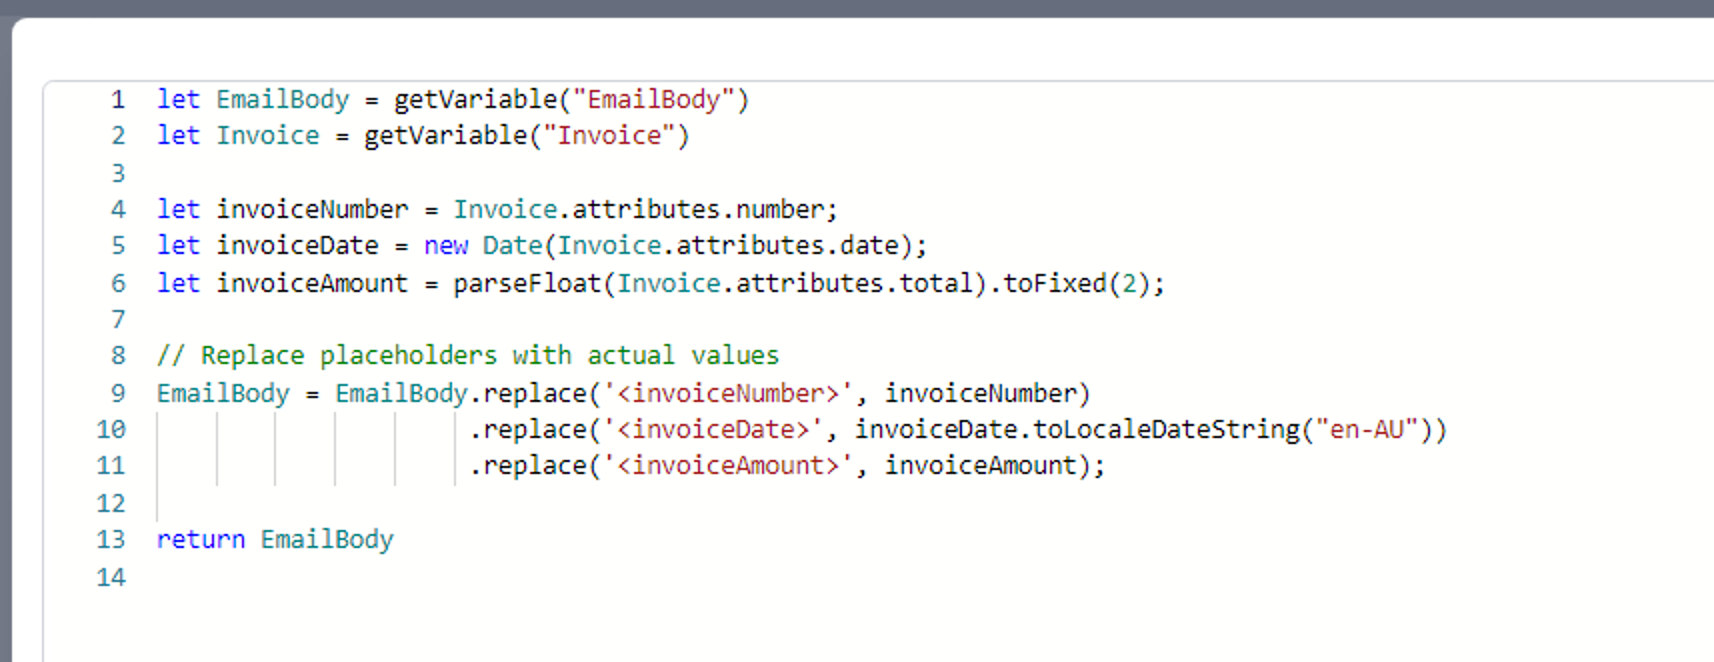 1 let EmailBody = getVariable("EmailBody")
2 let Invoice = getVariable("Invoice")
3
4 let invoiceNumber = Invoice.attributes.number;
5 let invoiceDate = new Date(Invoice.attributes.date);
6 let invoiceAmount = parseFloat(Invoice.attributes.total).toFixed(2);
7
8 // Replace placeholders with actual values
9 EmailBody = EmailBody.replace('<invoiceNumber>', invoiceNumber)
10 .replace('<invoiceDate>', invoiceDate.toLocaleDateString("en-AU"))
11 .replace('<invoiceAmount>', invoiceAmount);
12
13 return EmailBody
14